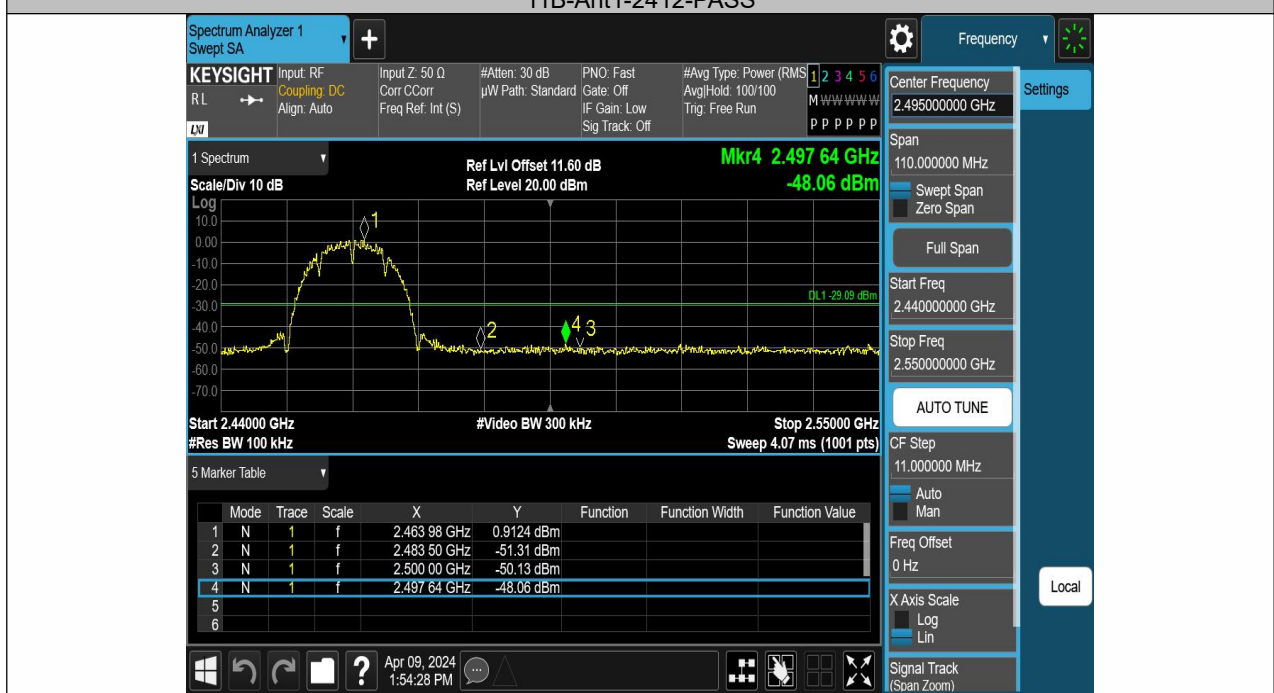 11B-Ant1-2412-PASS
Spectrum Analyzer 1
Swept SA
Frequency
KEYSIGHT
RL
LXI
Input: RF
Coupling: DC
Align: Auto
Input Z: 50 Ω
Corr CCorr
Freq Ref: Int (S)
#Atten: 30 dB
µW Path: Standard
PNO: Fast
Gate: Off
IF Gain: Low
Sig Track: Off
#Avg Type: Power (RMS
Avg|Hold: 100/100
Trig: Free Run
1 2 3 4 5 6
M W W W W W
P P P P P P
1 Spectrum
Scale/Div 10 dB
Ref Lvl Offset 11.60 dB
Ref Level 20.00 dBm
Mkr4 2.497 64 GHz
-48.06 dBm
Log
10.0
0.00
-10.0
-20.0
-30.0
-40.0
-50.0
-60.0
-70.0
1
2
4
3
DL1 -29.09 dBm
Start 2.44000 GHz
#Video BW 300 kHz
Stop 2.55000 GHz
#Res BW 100 kHz
Sweep 4.07 ms (1001 pts)
5 Marker Table
Mode Trace Scale X Y Function Function Width Function Value
1 N 1 f 2.463 98 GHz 0.9124 dBm
2 N 1 f 2.483 50 GHz -51.31 dBm
3 N 1 f 2.500 00 GHz -50.13 dBm
4 N 1 f 2.497 64 GHz -48.06 dBm
5
6
?
Apr 09, 2024
1:54:28 PM
Center Frequency
2.495000000 GHz
Settings
Span
110.000000 MHz
Swept Span
Zero Span
Full Span
Start Freq
2.440000000 GHz
Stop Freq
2.550000000 GHz
AUTO TUNE
CF Step
11.000000 MHz
Auto
Man
Freq Offset
0 Hz
X Axis Scale
Log
Lin
Local
Signal Track
(Span Zoom)